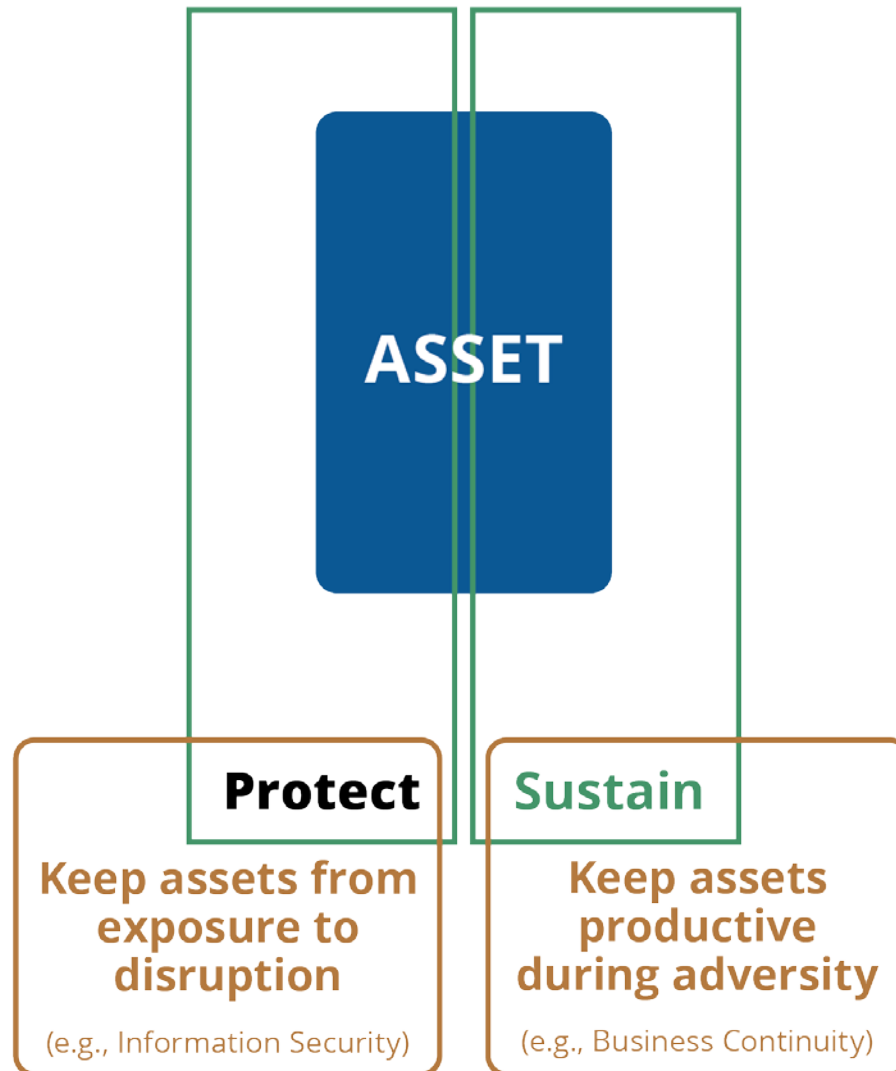 ASSET
Protect
Keep assets from
exposure to
disruption
(e.g., Information Security)
Sustain
Keep assets
productive
during adversity
(e.g., Business Continuity)